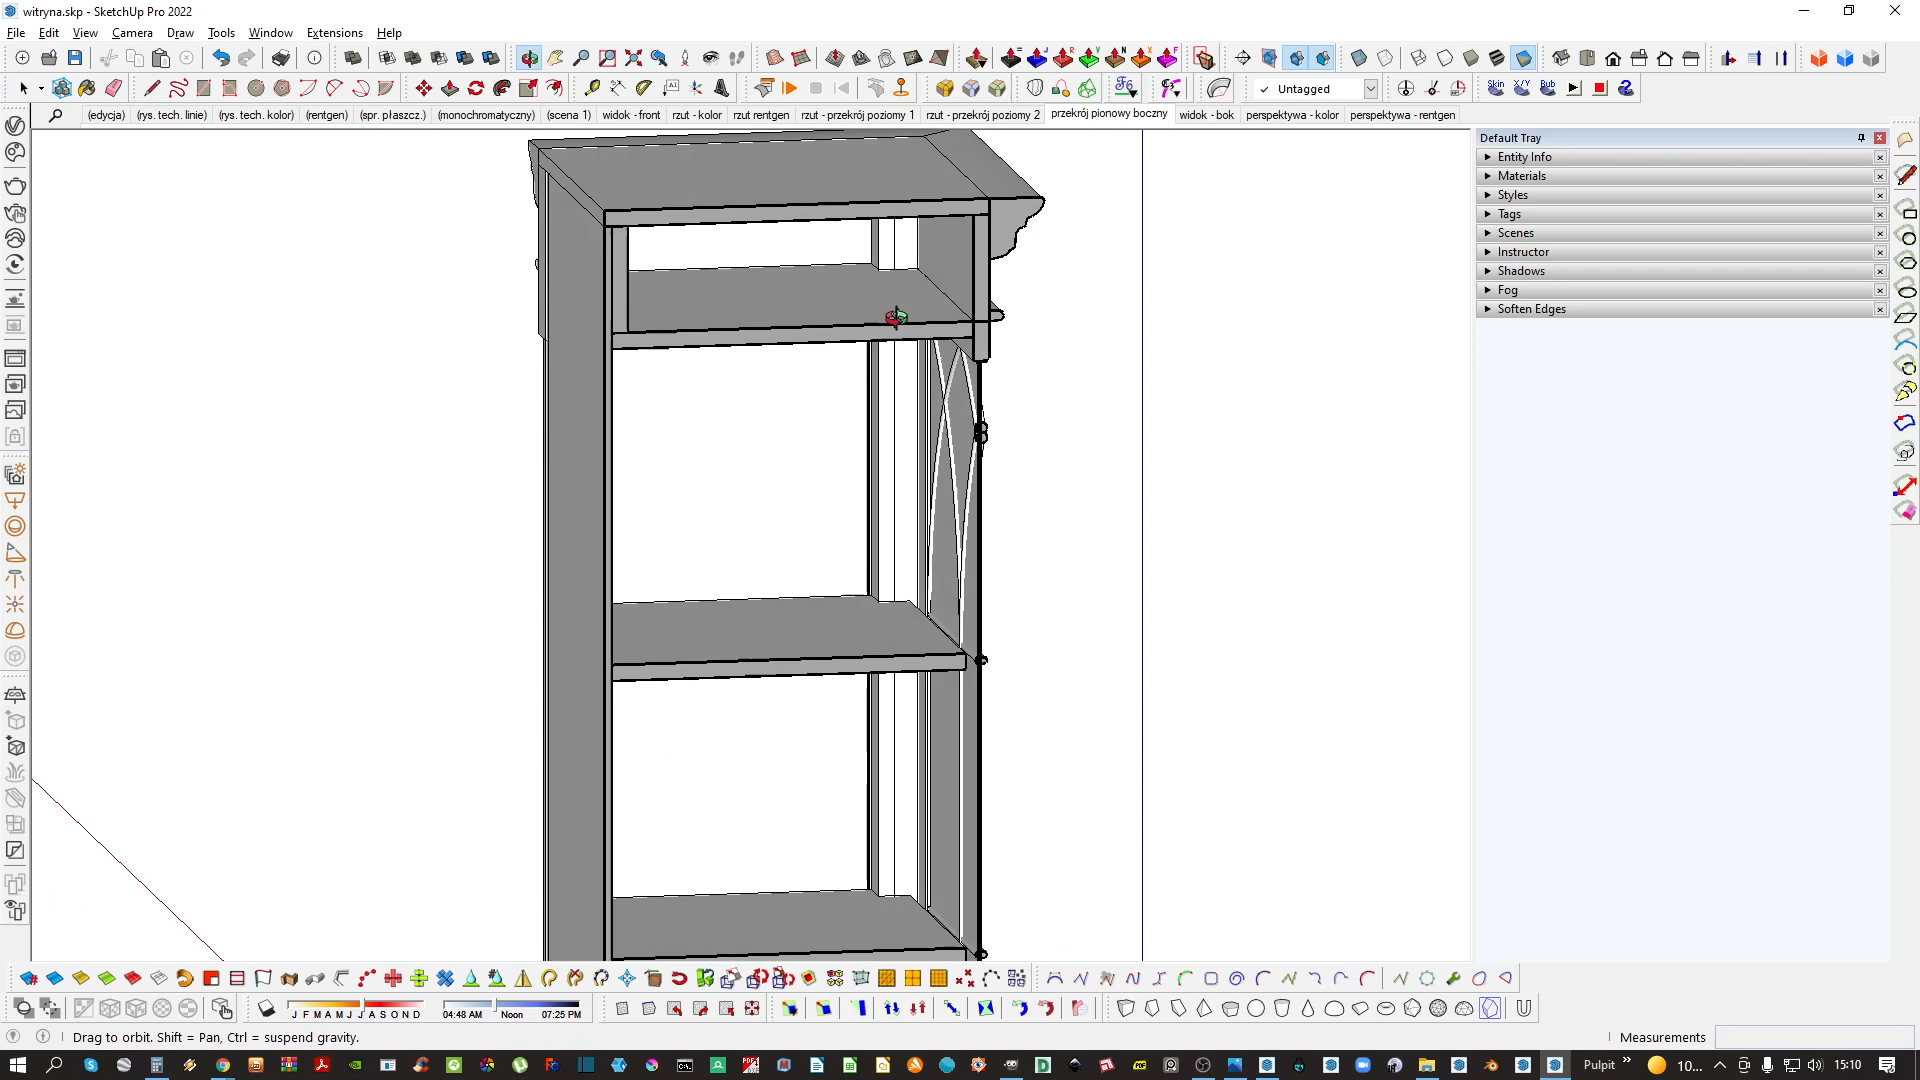 witryna.skp - SketchUp Pro 2022
File Edit View Camera Draw Tools Window Extensions Help
Untagged
Skin X/Y Bub
(edycja) (rys. tech. linie) (rys. tech. kolor) (rentgen) (spr. płaszcz.) (monochromatyczny) (scena 1) widok - front rzut - kolor rzut rentgen rzut - przekrój poziomy 1 rzut - przekrój poziomy 2 przekrój pionowy boczny widok - bok perspektywa - kolor perspektywa - rentgen
Default Tray
Entity Info
Materials
Styles
Tags
Scenes
Instructor
Shadows
Fog
Soften Edges
J F M A M J J A S O N D 04:48 AM Noon 07:25 PM
Drag to orbit. Shift = Pan, Ctrl = suspend gravity.
Measurements
Pulpit
10...
15:10